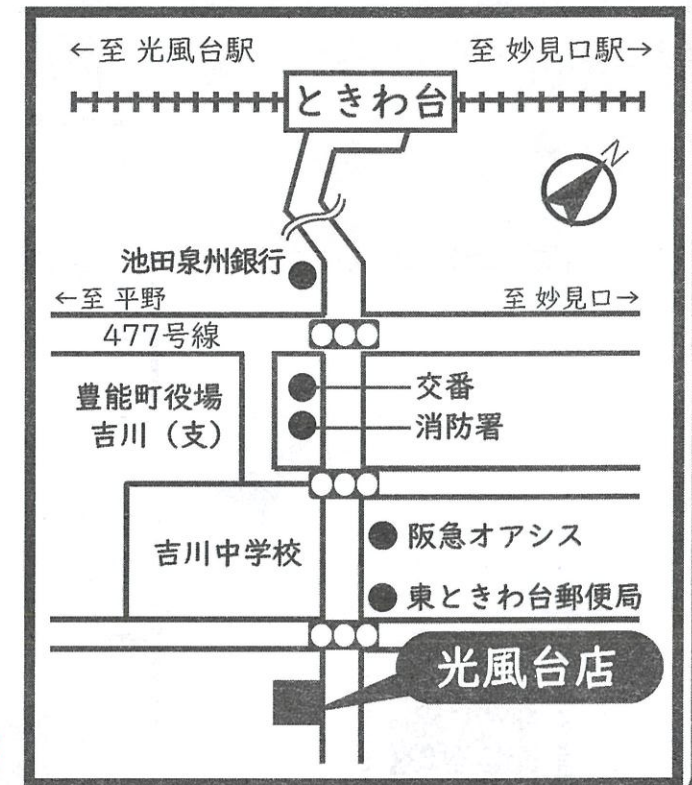 ←至 光風台駅
至 妙見口駅→
ときわ台
N
池田泉州銀行
←至 平野
至 妙見口→
477号線
交番
消防署
豊能町役場
吉川（支）
阪急オアシス
吉川中学校
東ときわ台郵便局
光風台店